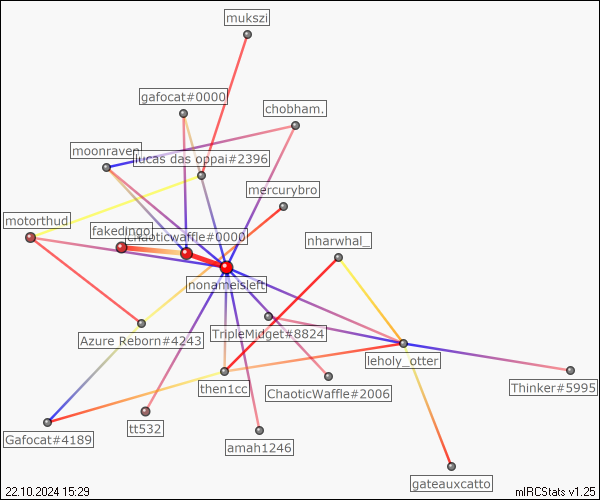 mukszi
gafocat#0000
chobham.
moonraven
lucas das oppai#2396
mercurybro
motorthud
fakedingo
Chaoticwaffle#0000
nharwhal_
nonameisleft
TripleMidget#8824
Azure Reborn#4243
leholy_otter
then1cc
ChaoticWaffle#2006
Thinker#5995
Gafocat#4189
tt532
amah1246
gateauxcatto
22.10.2024 15:29
mIRCStats v1.25